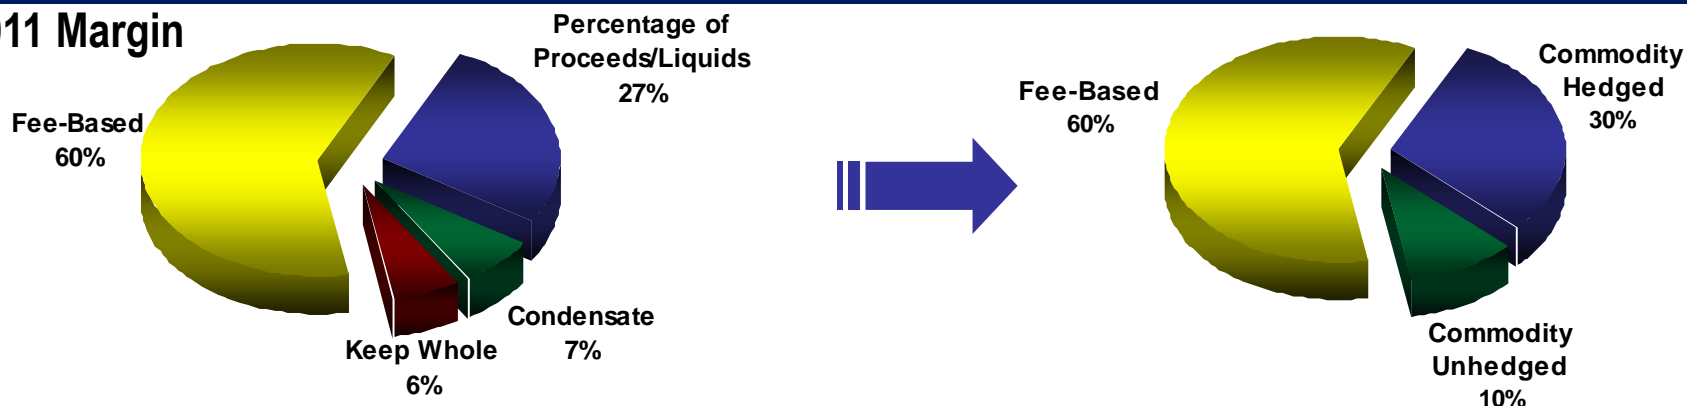 11 Margin
Percentage of
Proceeds/Liquids
27%
Fee-Based
60%
Condensate
7%
Keep Whole
6%
Fee-Based
60%
Commodity
Hedged
30%
Commodity
Unhedged
10%